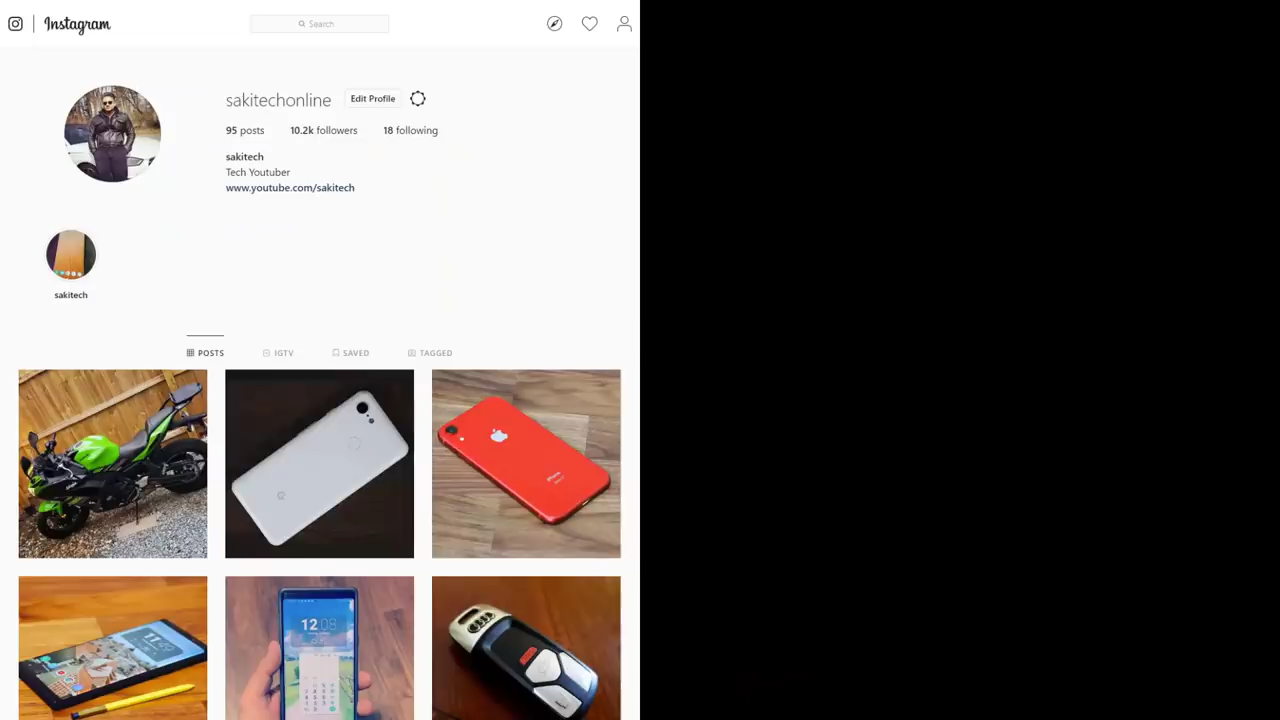 Instagram
Search
sakitechonline Edit Profile
95 posts 10.2k followers 18 following
sakitech
Tech Youtuber
www.youtube.com/sakitech
sakitech
POSTS IGTV SAVED TAGGED
iPhone
12:08